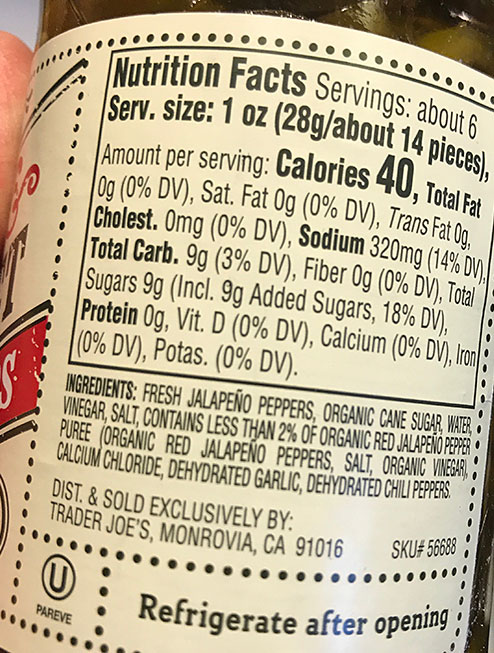 Nutrition Facts Servings: about 6
Serv. size: 1 oz (28g/about 14 pieces),
Amount per serving: Calories 40, Total Fat
0g (0% DV), Sat. Fat 0g (0% DV), Trans Fat 0g,
Cholest. 0mg (0% DV), Sodium 320mg (14% DV),
Total Carb. 9g (3% DV), Fiber 0g (0% DV), Total
Sugars 9g (Incl. 9g Added Sugars, 18% DV),
Protein 0g, Vit. D (0% DV), Calcium (0% DV), Iron
(0% DV), Potas. (0% DV).
INGREDIENTS: FRESH JALAPEÑO PEPPERS, ORGANIC CANE SUGAR, WATER,
VINEGAR, SALT, CONTAINS LESS THAN 2% OF ORGANIC RED JALAPEÑO PEPPER
PUREE (ORGANIC RED JALAPEÑO PEPPERS, SALT, ORGANIC VINEGAR),
CALCIUM CHLORIDE, DEHYDRATED GARLIC, DEHYDRATED CHILI PEPPERS.
DIST. & SOLD EXCLUSIVELY BY:
TRADER JOE'S, MONROVIA, CA 91016 SKU# 56688
U
PAREVE
Refrigerate after opening